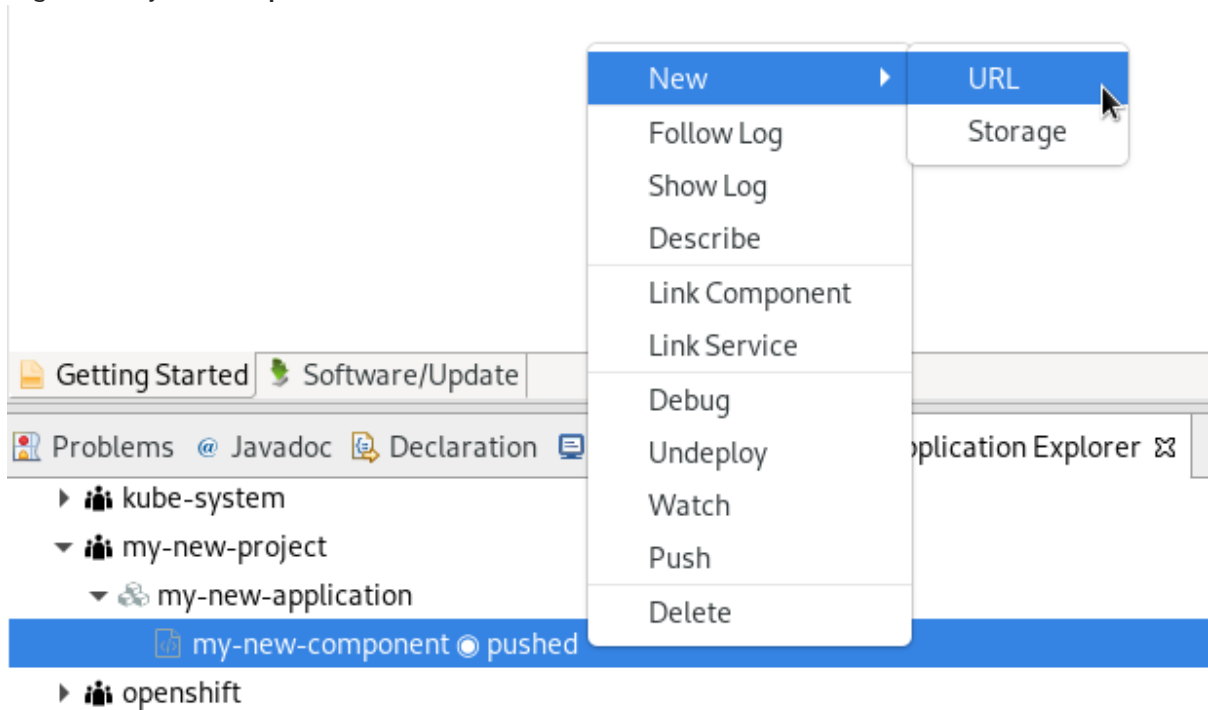 New
URL
Follow Log
Storage
Show Log
Describe
Link Component
Link Service
Getting Started
Software/Update
Debug
Problems
@ Javadoc
Declaration
Undeploy
Application Explorer
kube-system
Watch
my-new-project
Push
my-new-application
Delete
my-new-component
pushed
openshift